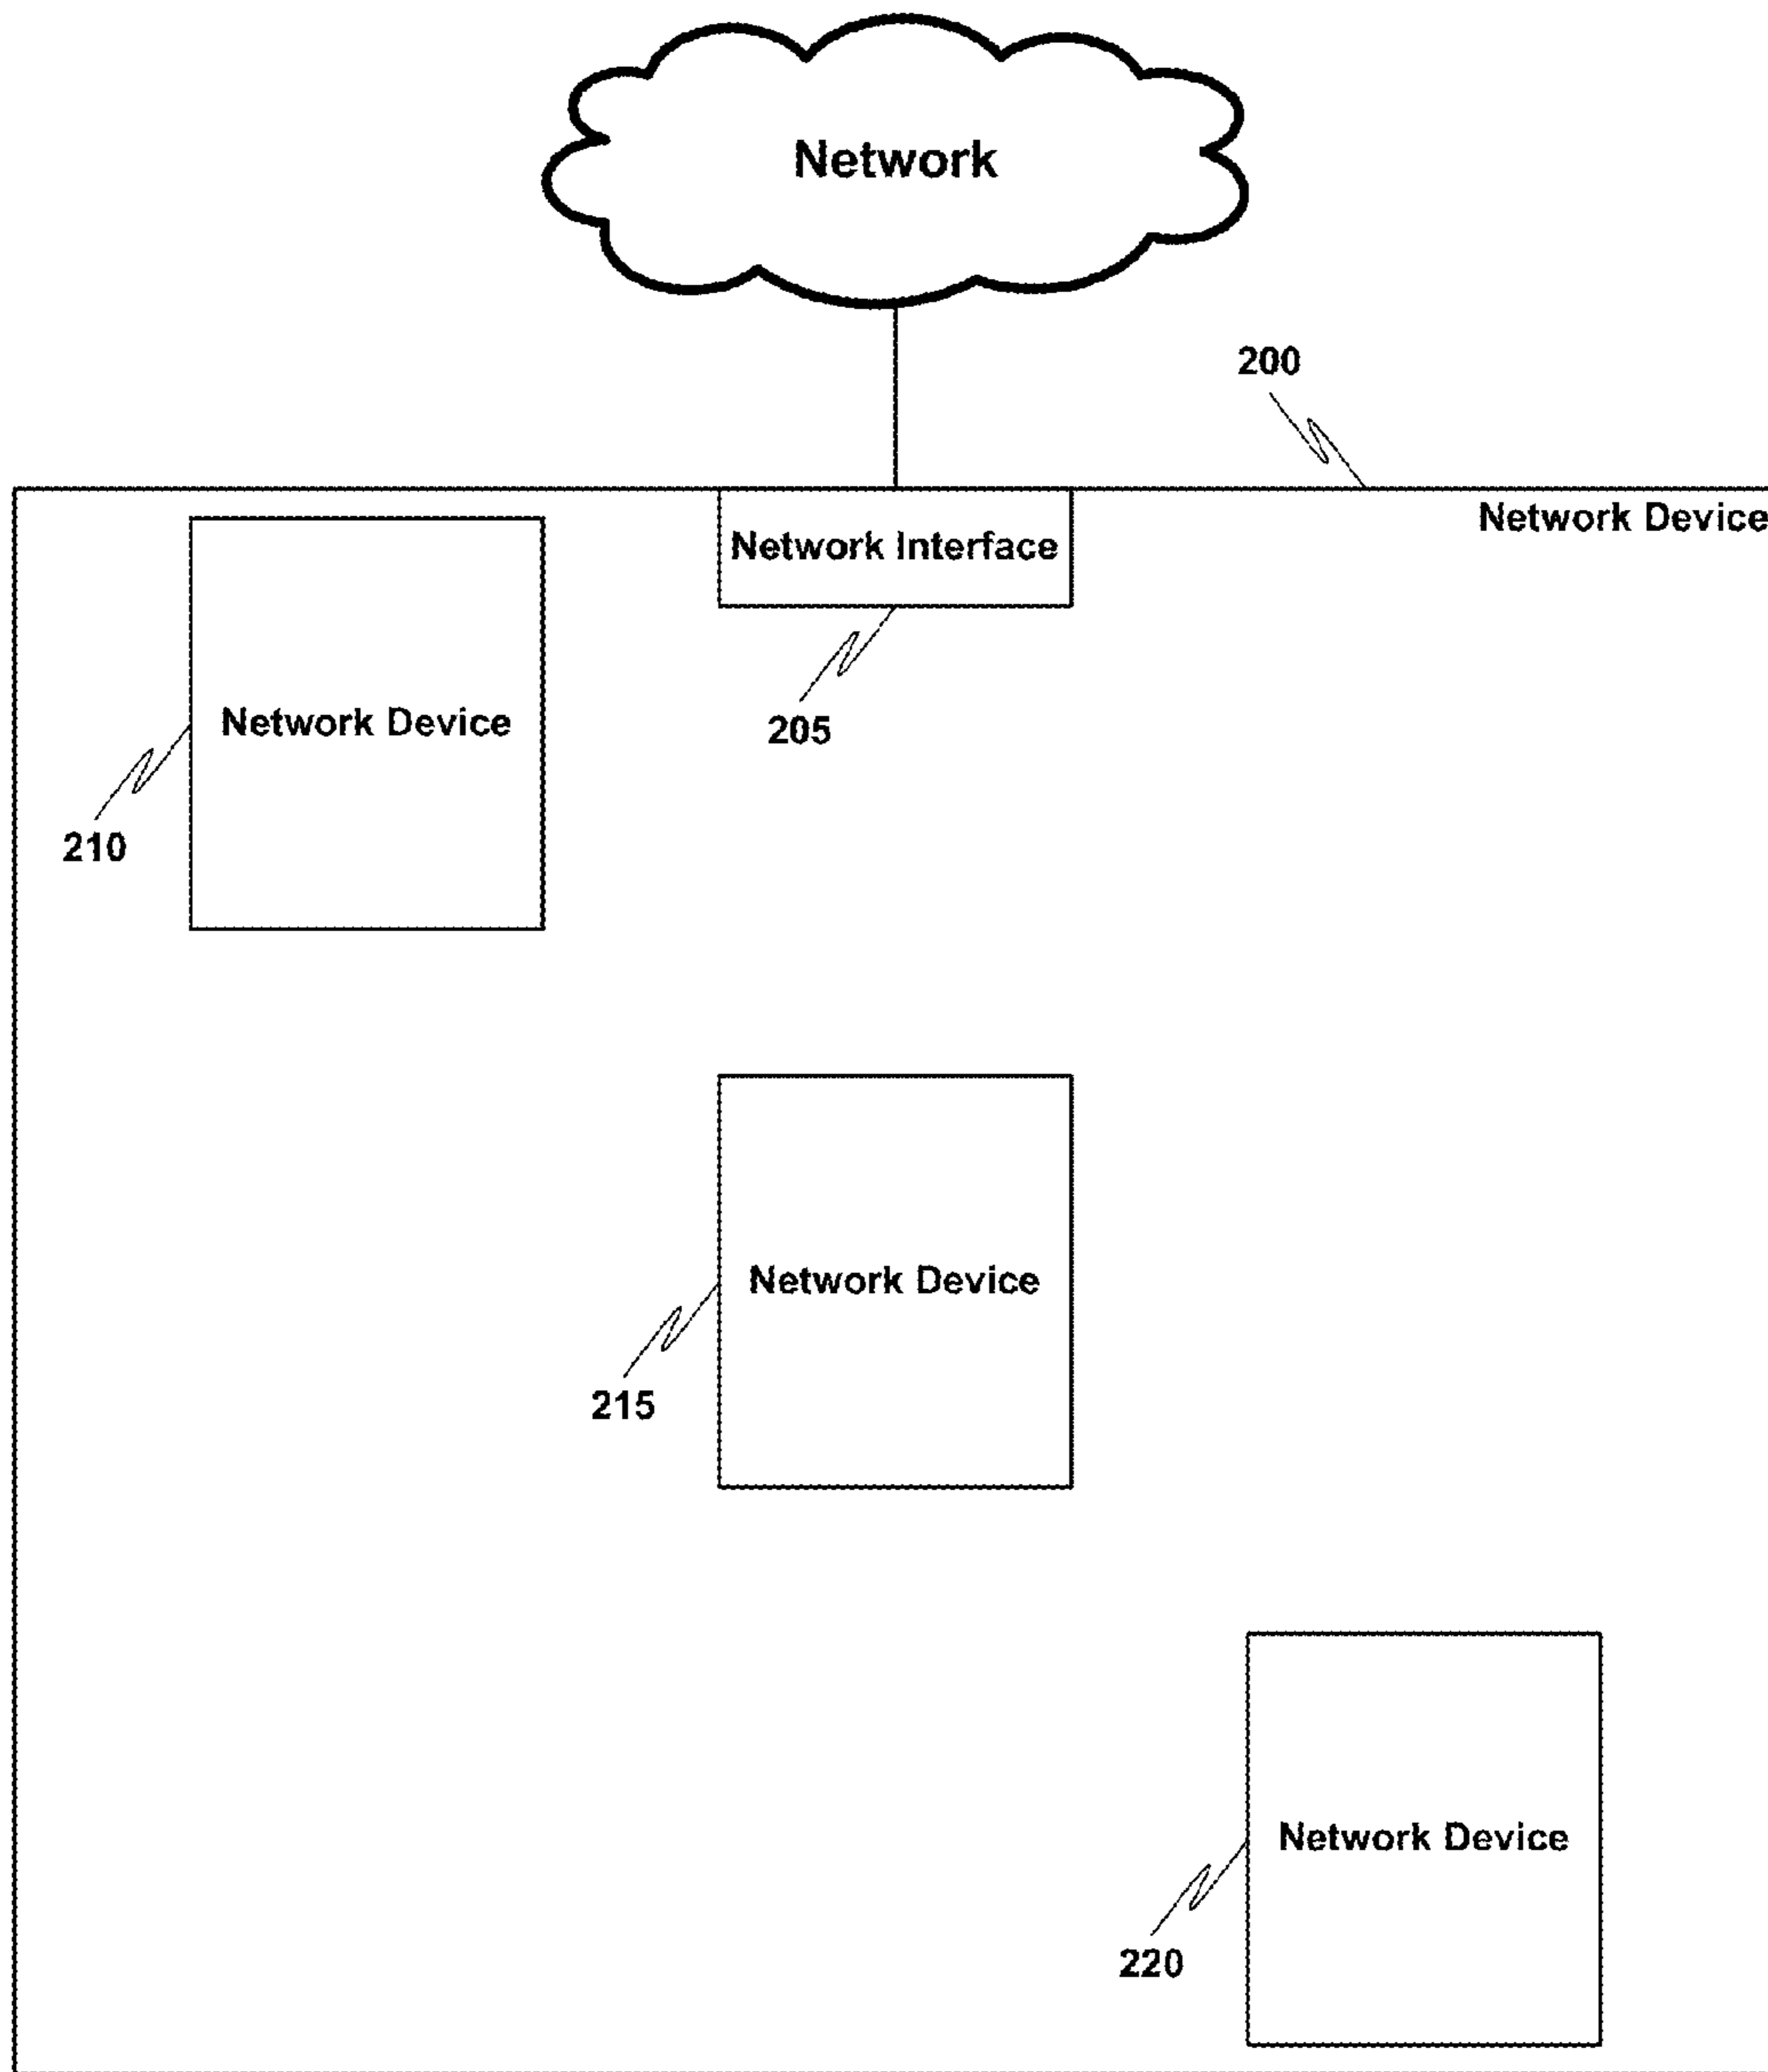 Network
200
Network Device
Network Interface
205
Network Device
210
Network Device
215
Network Device
220